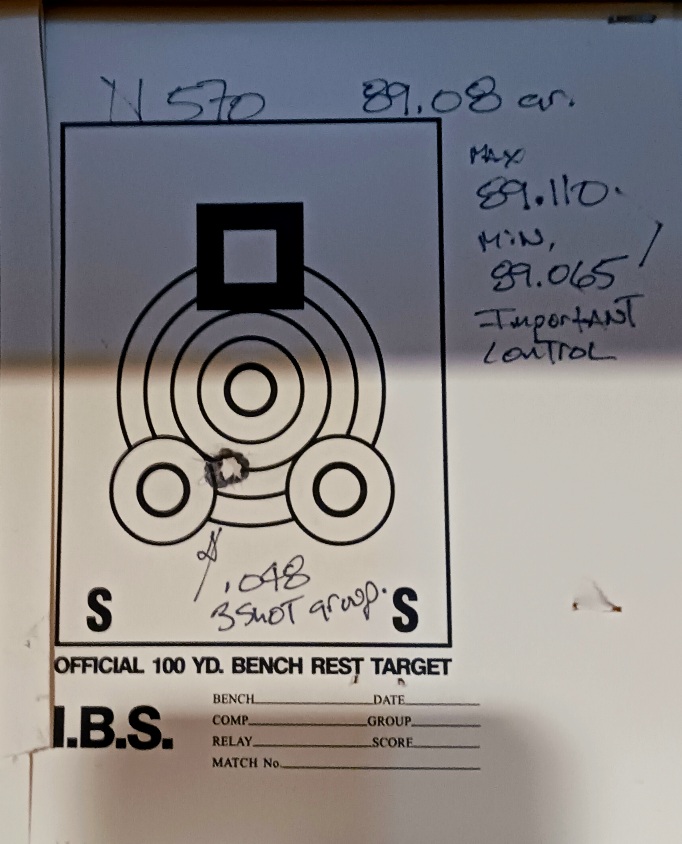 N570 89.08 gr.
MAX
89.110.
MIN,
89.065
Important
Control
.048
3 SHOT group.
S S
OFFICIAL 100 YD. BENCH REST TARGET
I.B.S.
BENCH DATE
COMP. GROUP
RELAY SCORE
MATCH No.